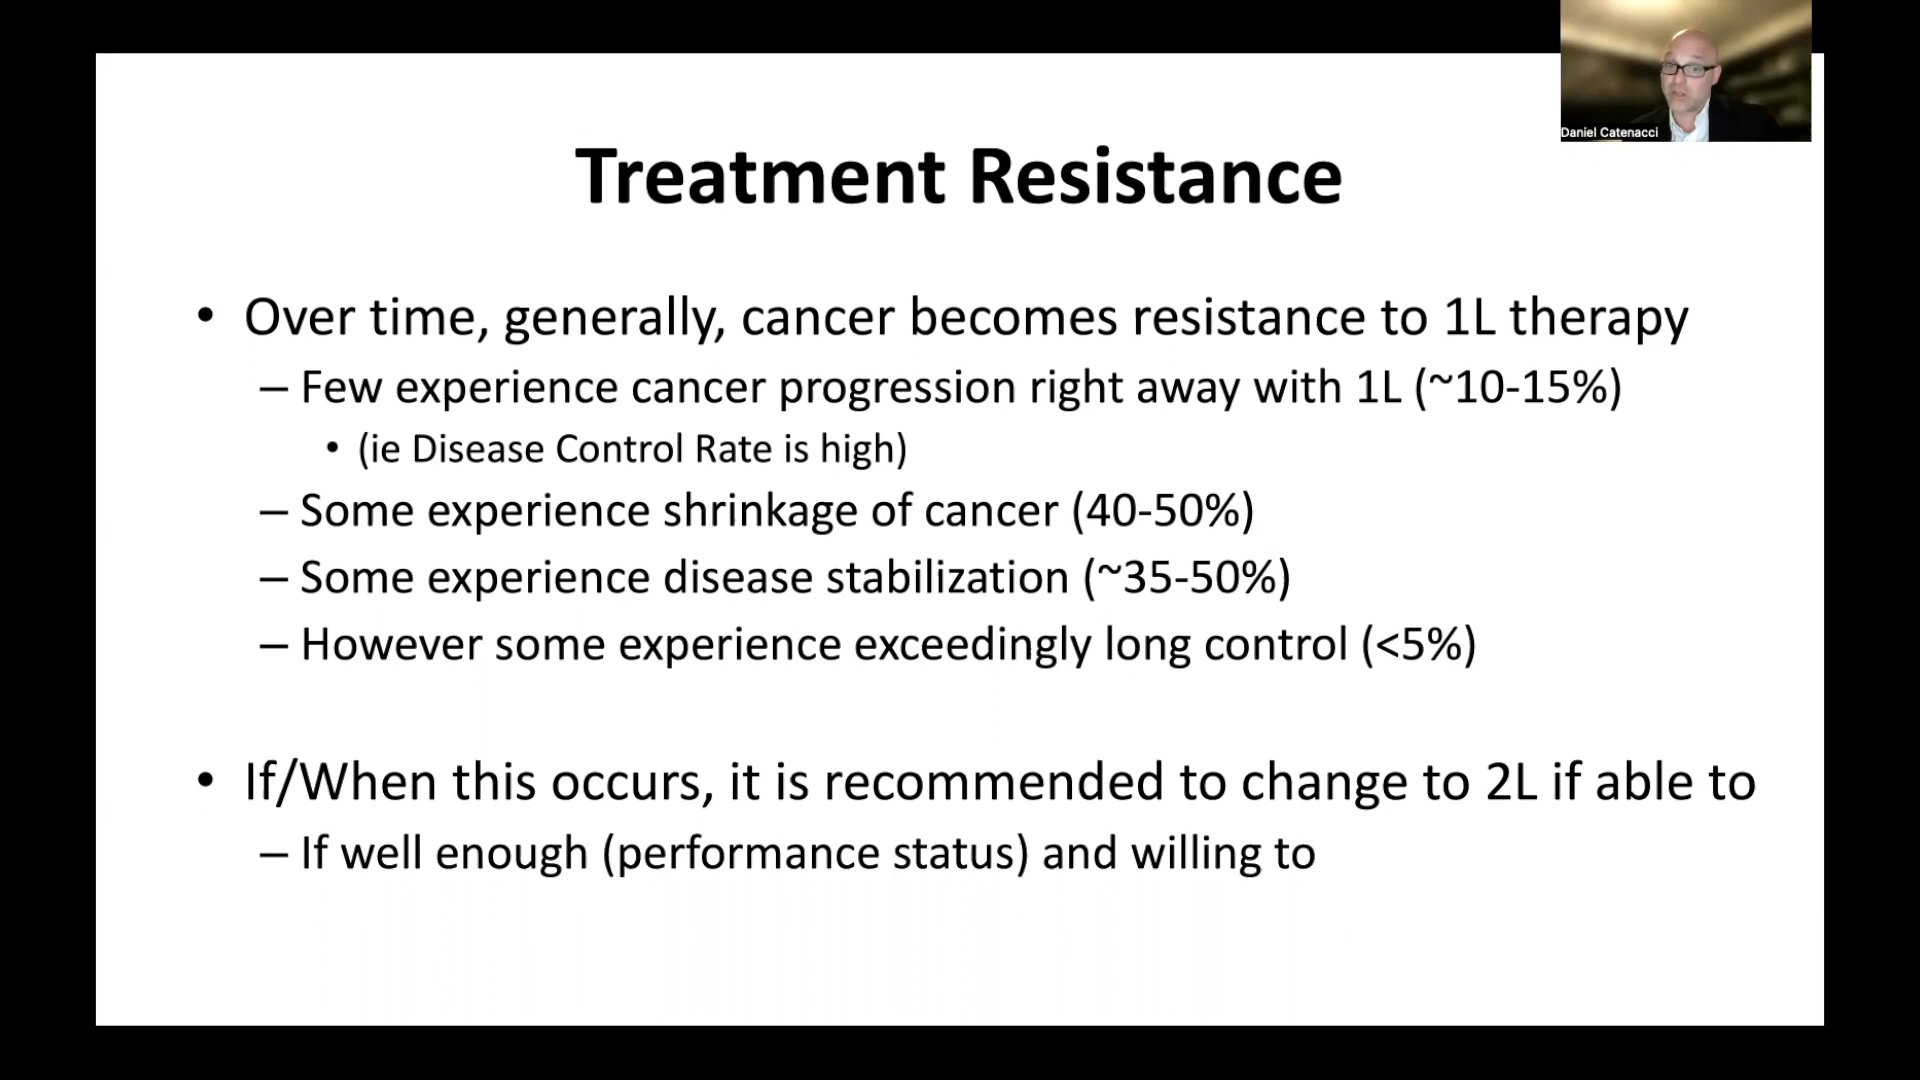 Daniel Catenacci
Treatment Resistance
• Over time, generally, cancer becomes resistance to 1L therapy
– Few experience cancer progression right away with 1L (~10-15%)
• (ie Disease Control Rate is high)
– Some experience shrinkage of cancer (40-50%)
– Some experience disease stabilization (~35-50%)
– However some experience exceedingly long control (<5%)
• If/When this occurs, it is recommended to change to 2L if able to
– If well enough (performance status) and willing to